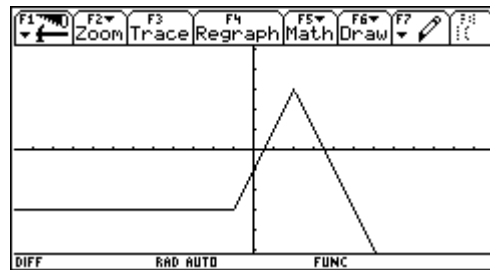 F1 F2 F3 F4 F5 F6 F7
Zoom Trace Regraph Math Draw
DIFF RAD AUTO FUNC